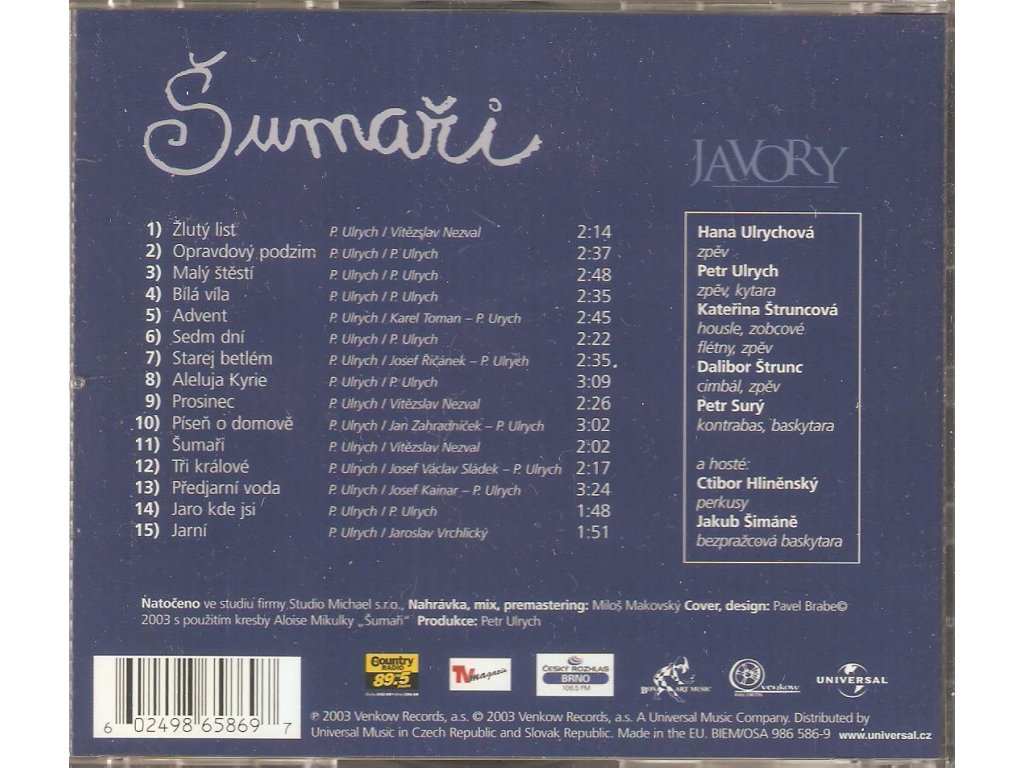 Šumaři
JAVORY
1) Žlutý list P. Ulrych / Vítězslav Nezval 2:14
2) Opravdový podzim P. Ulrych / P. Ulrych 2:37
3) Malý štěstí P. Ulrych / P. Ulrych 2:48
4) Bílá víla P. Ulrych / P. Ulrych 2:35
5) Advent P. Ulrych / Karel Toman – P. Urych 2:45
6) Sedm dní P. Ulrych / P. Ulrych 2:22
7) Starej betlém P. Ulrych / Josef Říčánek – P. Ulrych 2:35
8) Aleluja Kyrie P. Ulrych / P. Ulrych 3:09
9) Prosinec P. Ulrych / Vítězslav Nezval 2:26
10) Píseň o domově P. Ulrych / Jan Zahradníček – P. Ulrych 3:02
11) Šumaři P. Ulrych / Vítězslav Nezval 2:02
12) Tři králové P. Ulrych / Josef Václav Sládek – P. Ulrych 2:17
13) Předjarní voda P. Ulrych / Josef Kainar – P. Ulrych 3:24
14) Jaro kde jsi P. Ulrych / P. Ulrych 1:48
15) Jarní P. Ulrych / Jaroslav Vrchlický 1:51
Hana Ulrychová
zpěv
Petr Ulrych
zpěv, kytara
Kateřina Štruncová
housle, zobcové
flétny, zpěv
Dalibor Štrunc
cimbál, zpěv
Petr Surý
kontrabas, baskytara
a hosté:
Ctibor Hliněnský
perkusy
Jakub Šimáně
bezpražcová baskytara
Natočeno ve studiu firmy Studio Michael s.r.o., Nahrávka, mix, premastering: Miloš Makovský Cover, design: Pavel Brabec©
2003 s použitím kresby Aloise Mikulky „Šumaři“ Produkce: Petr Ulrych
6 02498 65869 7
Country
RADIO
89.5
TV magazín
ČESKÝ ROZHLAS
BRNO
106.5 FM
BON ART MUSIC
venkow
UNIVERSAL
℗ 2003 Venkow Records, a.s. © 2003 Venkow Records, a.s. A Universal Music Company. Distributed by
Universal Music in Czech Republic and Slovak Republic. Made in the EU. BIEM/OSA 986 586-9 www.universal.cz